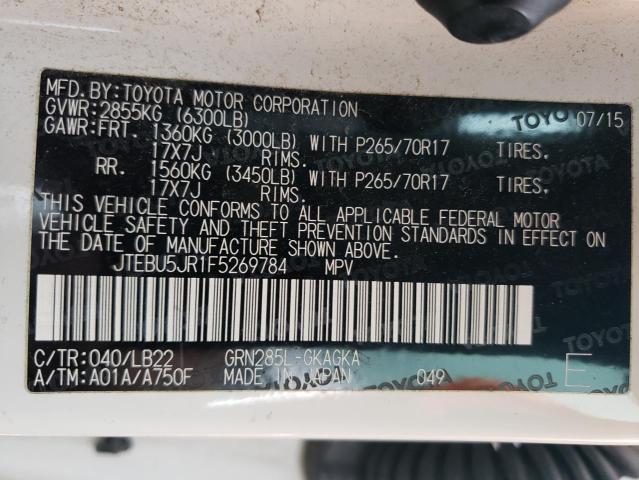 MFD. BY: TOYOTA MOTOR CORPORATION 07/15
GVWR: 2855KG (6300LB)
GAWR: FRT. 1360KG (3000LB) WITH P265/70R17 TIRES.
17X7J RIMS.
RR. 1560KG (3450LB) WITH P265/70R17 TIRES.
17X7J RIMS.
THIS VEHICLE CONFORMS TO ALL APPLICABLE FEDERAL MOTOR
VEHICLE SAFETY AND THEFT PREVENTION STANDARDS IN EFFECT
ON THE DATE OF MANUFACTURE SHOWN ABOVE.
JTEBU5JR1F5269784 MPV
C/TR: 040/LB22 GRN285L-GKAGKA
A/TM: A01A/A750F MADE IN JAPAN 049 E